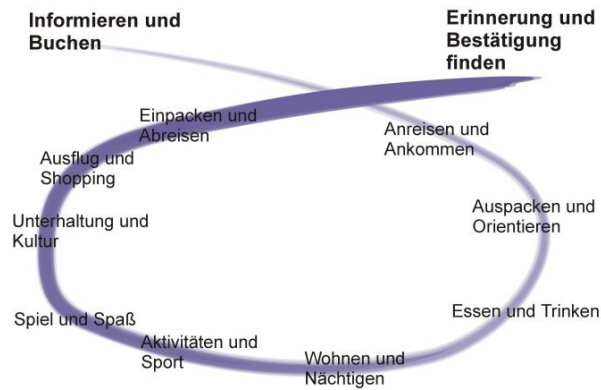 Informieren und
Buchen
Erinnerung und
Bestätigung
finden
Einpacken und
Abreisen
Anreisen und
Ankommen
Ausflug und
Shopping
Auspacken und
Orientieren
Unterhaltung und
Kultur
Essen und Trinken
Spiel und Spaß
Aktivitäten und
Sport
Wohnen und
Nächtigen